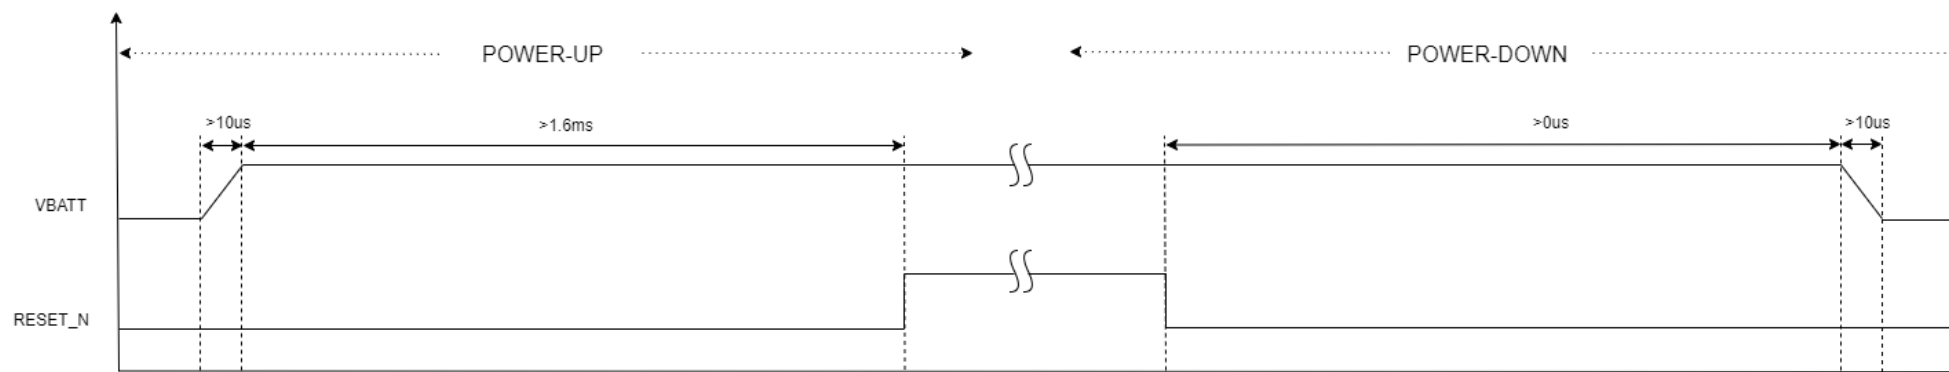 POWER-UP
POWER-DOWN
>10us
>1.6ms
>0us
>10us
VBATT
RESET_N